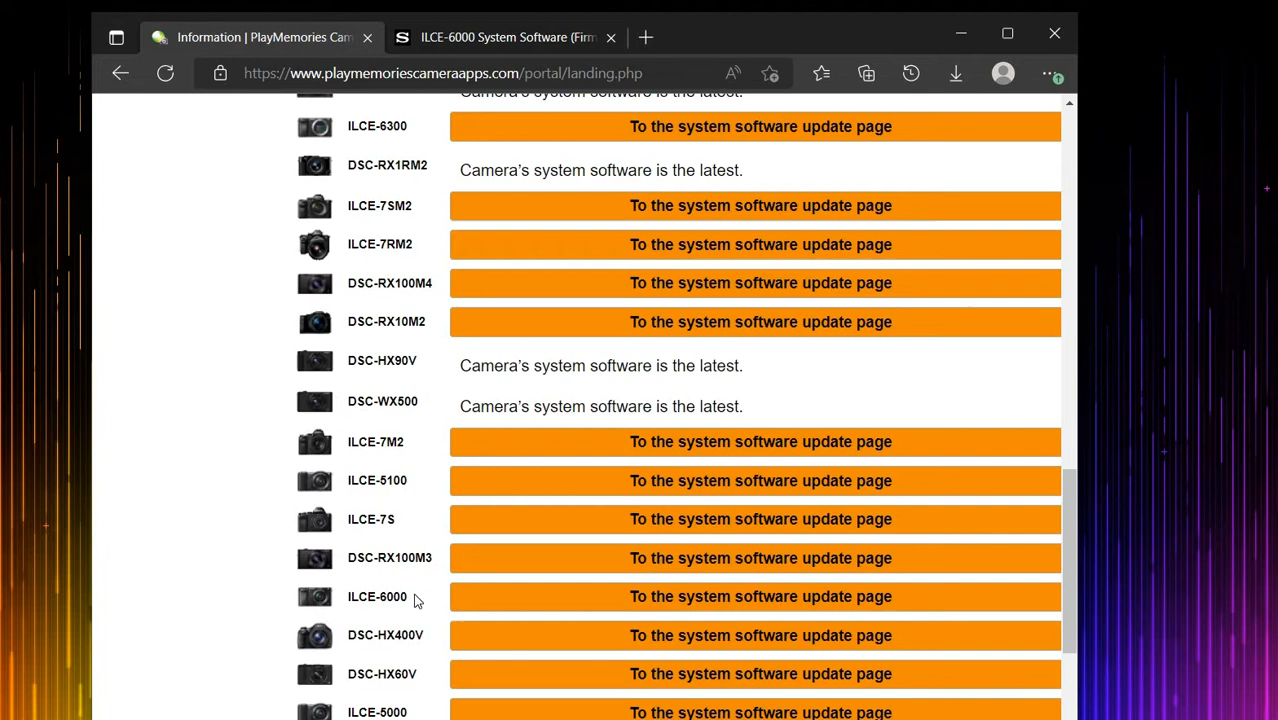 Information | PlayMemories Cam
ILCE-6000 System Software (Firm
https://www.playmemoriescameraapps.com/portal/landing.php
Camera's system software is the latest.
ILCE-6300 To the system software update page
DSC-RX1RM2 Camera's system software is the latest.
ILCE-7SM2 To the system software update page
ILCE-7RM2 To the system software update page
DSC-RX100M4 To the system software update page
DSC-RX10M2 To the system software update page
DSC-HX90V Camera's system software is the latest.
DSC-WX500 Camera's system software is the latest.
ILCE-7M2 To the system software update page
ILCE-5100 To the system software update page
ILCE-7S To the system software update page
DSC-RX100M3 To the system software update page
ILCE-6000 To the system software update page
DSC-HX400V To the system software update page
DSC-HX60V To the system software update page
ILCE-5000 To the system software update page